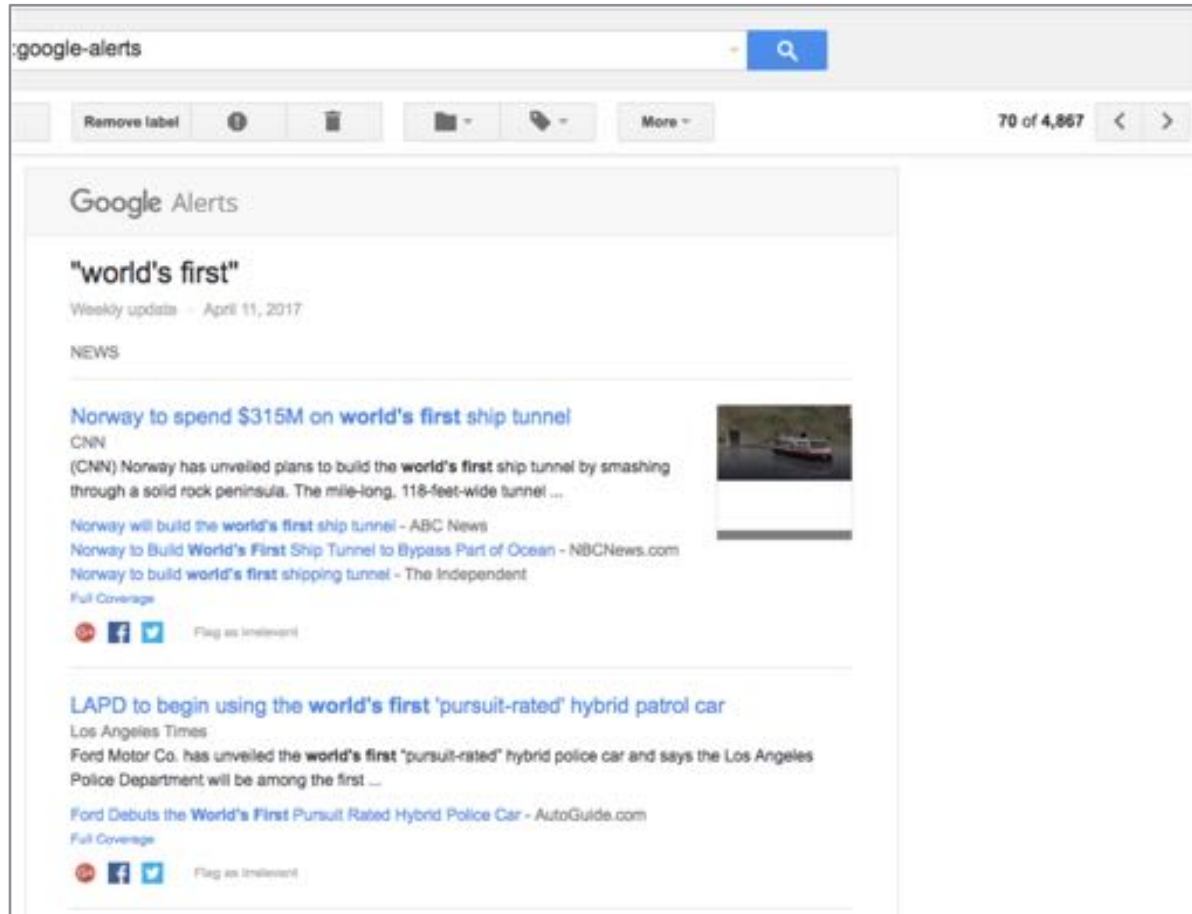 :google-alerts
Remove label
More
70 of 4,867
Google Alerts
"world's first"
Weekly update · April 11, 2017
NEWS
Norway to spend $315M on world's first ship tunnel
CNN
(CNN) Norway has unveiled plans to build the world's first ship tunnel by smashing
through a solid rock peninsula. The mile-long, 118-feet-wide tunnel ...
Norway will build the world's first ship tunnel - ABC News
Norway to Build World's First Ship Tunnel to Bypass Part of Ocean - NBCNews.com
Norway to build world's first shipping tunnel - The Independent
Full Coverage
G+ f Flag as irrelevant
LAPD to begin using the world's first 'pursuit-rated' hybrid patrol car
Los Angeles Times
Ford Motor Co. has unveiled the world's first "pursuit-rated" hybrid police car and says the Los Angeles
Police Department will be among the first ...
Ford Debuts the World's First Pursuit Rated Hybrid Police Car - AutoGuide.com
Full Coverage
G+ f Flag as irrelevant